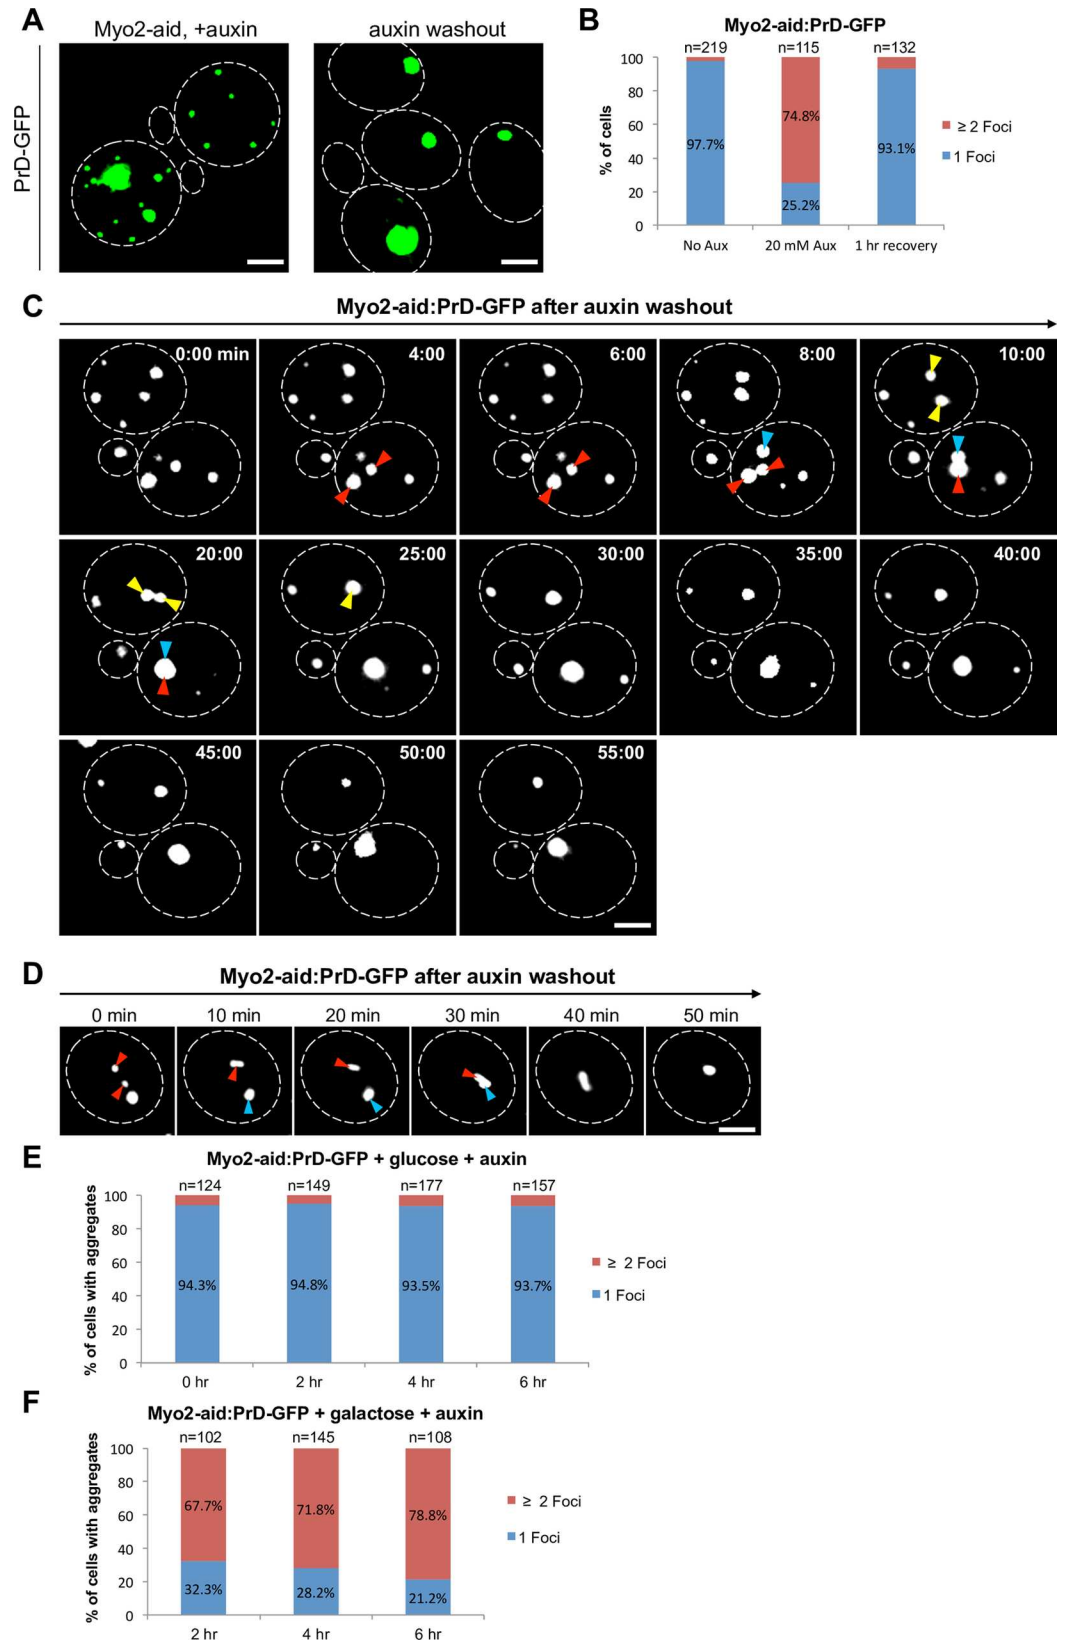 A
Myo2-aid, +auxin
auxin washout
PrD-GFP
B
Myo2-aid:PrD-GFP
n=219
n=115
n=132
% of cells
100
80
60
40
20
0
97.7%
74.8%
25.2%
93.1%
≥ 2 Foci
1 Foci
No Aux
20 mM Aux
1 hr recovery
C
Myo2-aid:PrD-GFP after auxin washout
0:00 min
4:00
6:00
8:00
10:00
20:00
25:00
30:00
35:00
40:00
45:00
50:00
55:00
D
Myo2-aid:PrD-GFP after auxin washout
0 min
10 min
20 min
30 min
40 min
50 min
E
Myo2-aid:PrD-GFP + glucose + auxin
n=124
n=149
n=177
n=157
% of cells with aggregates
100
80
60
40
20
0
94.3%
94.8%
93.5%
93.7%
≥ 2 Foci
1 Foci
0 hr
2 hr
4 hr
6 hr
F
Myo2-aid:PrD-GFP + galactose + auxin
n=102
n=145
n=108
% of cells with aggregates
100
80
60
40
20
0
67.7%
71.8%
78.8%
32.3%
28.2%
21.2%
≥ 2 Foci
1 Foci
2 hr
4 hr
6 hr